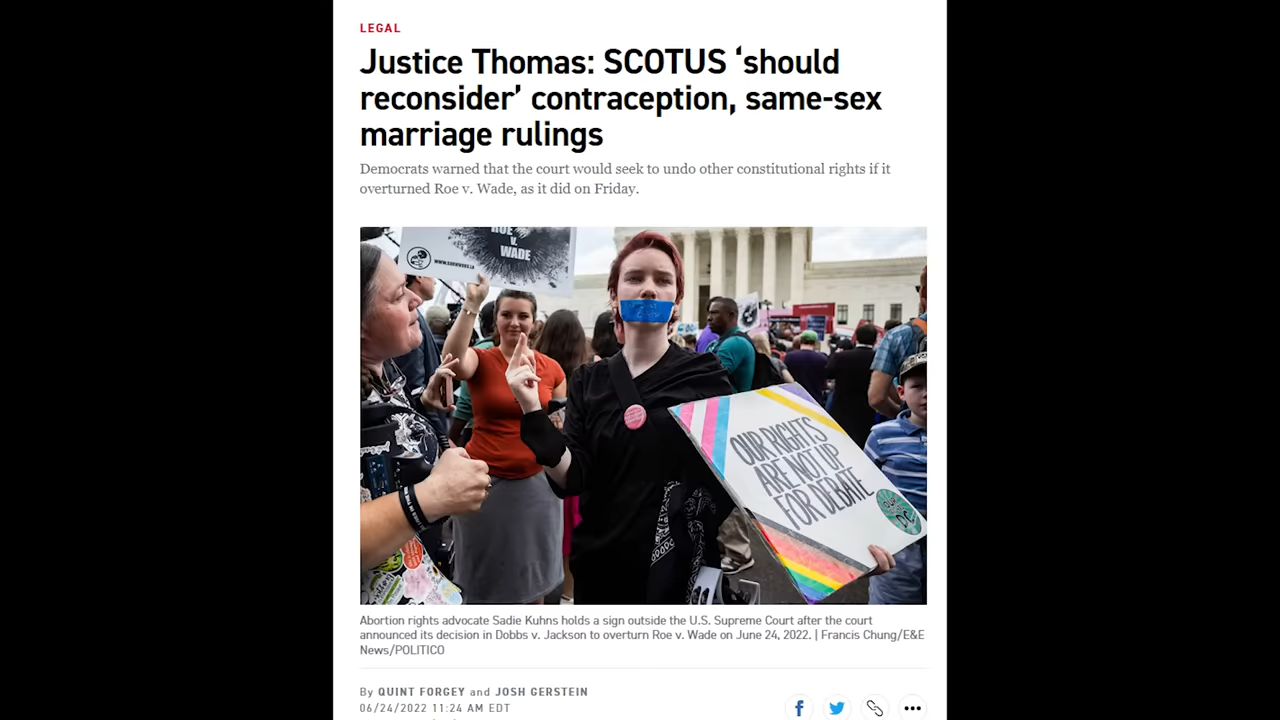 LEGAL
Justice Thomas: SCOTUS ‘should
reconsider’ contraception, same-sex
marriage rulings
Democrats warned that the court would seek to undo other constitutional rights if it
overturned Roe v. Wade, as it did on Friday.
ROE
V.
WADE
OUR RIGHTS
ARE NOT UP
FOR DEBATE
DC
Abortion rights advocate Sadie Kuhns holds a sign outside the U.S. Supreme Court after the court
announced its decision in Dobbs v. Jackson to overturn Roe v. Wade on June 24, 2022. | Francis Chung/E&E
News/POLITICO
By QUINT FORGEY and JOSH GERSTEIN
06/24/2022 11:24 AM EDT